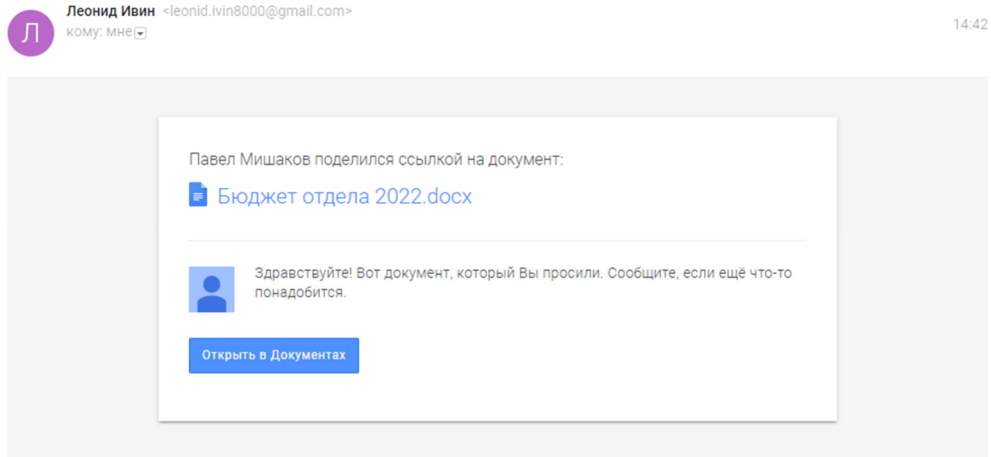 Леонид Ивин <leonid.ivin8000@gmail.com>
14:42
Л
кому: мне
Павел Мишаков поделился ссылкой на документ:
Бюджет отдела 2022.docx
Здравствуйте! Вот документ, который Вы просили. Сообщите, если ещё что-то
понадобится.
Открыть в Документах